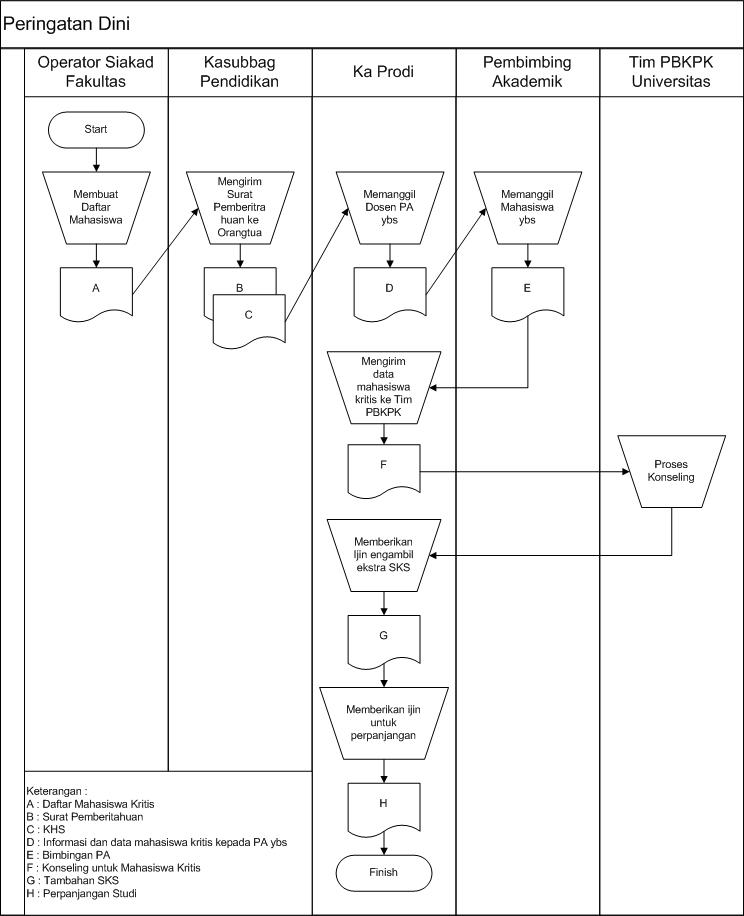 Peringatan Dini
Operator Siakad
Fakultas
Kasubbag
Pendidikan
Ka Prodi
Pembimbing
Akademik
Tim PBKPK
Universitas
Start
Membuat
Daftar
Mahasiswa
A
Mengirim
Surat
Pemberitra
huan ke
Orangtua
B
C
Memanggil
Dosen PA
ybs
D
Memanggil
Mahasiswa
ybs
E
Mengirim
data
mahasiswa
kritis ke Tim
PBKPK
F
Proses
Konseling
Memberikan
Ijin engambil
ekstra SKS
G
Memberikan ijin
untuk
perpanjangan
H
Finish
Keterangan :
A : Daftar Mahasiswa Kritis
B : Surat Pemberitahuan
C : KHS
D : Informasi dan data mahasiswa kritis kepada PA ybs
E : Bimbingan PA
F : Konseling untuk Mahasiswa Kritis
G : Tambahan SKS
H : Perpanjangan Studi